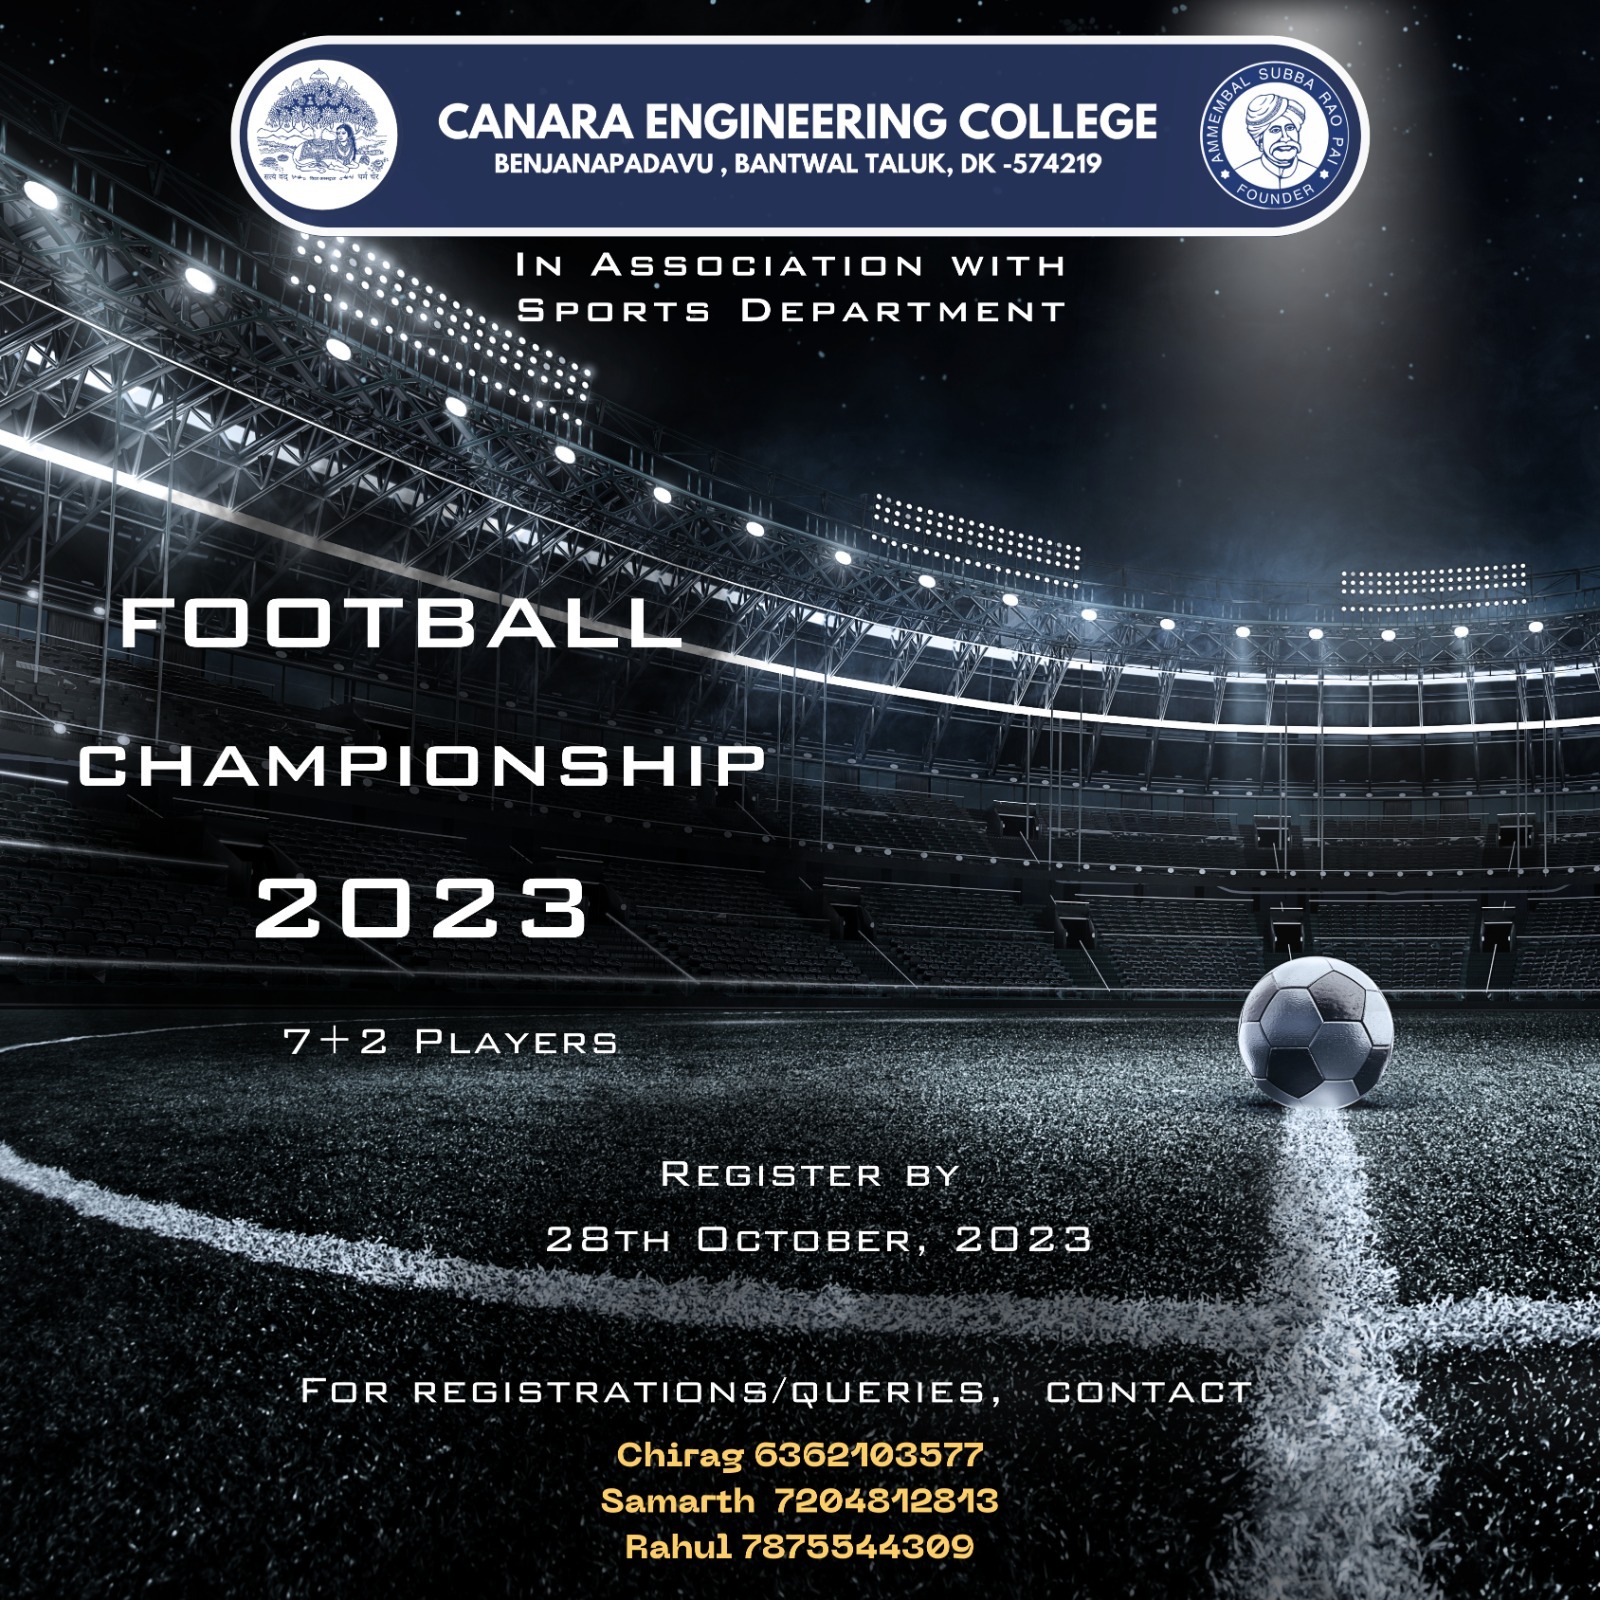 CANARA ENGINEERING COLLEGE
BENJANAPADAVU , BANTWAL TALUK, DK -574219
AMMEMBAL SUBBA RAO PAI
FOUNDER
In Association with
Sports Department
FOOTBALL
CHAMPIONSHIP
2023
7+2 Players
Register by
28th October, 2023
For registrations/queries, contact
Chirag 6362103577
Samarth 7204812813
Rahul 7875544309